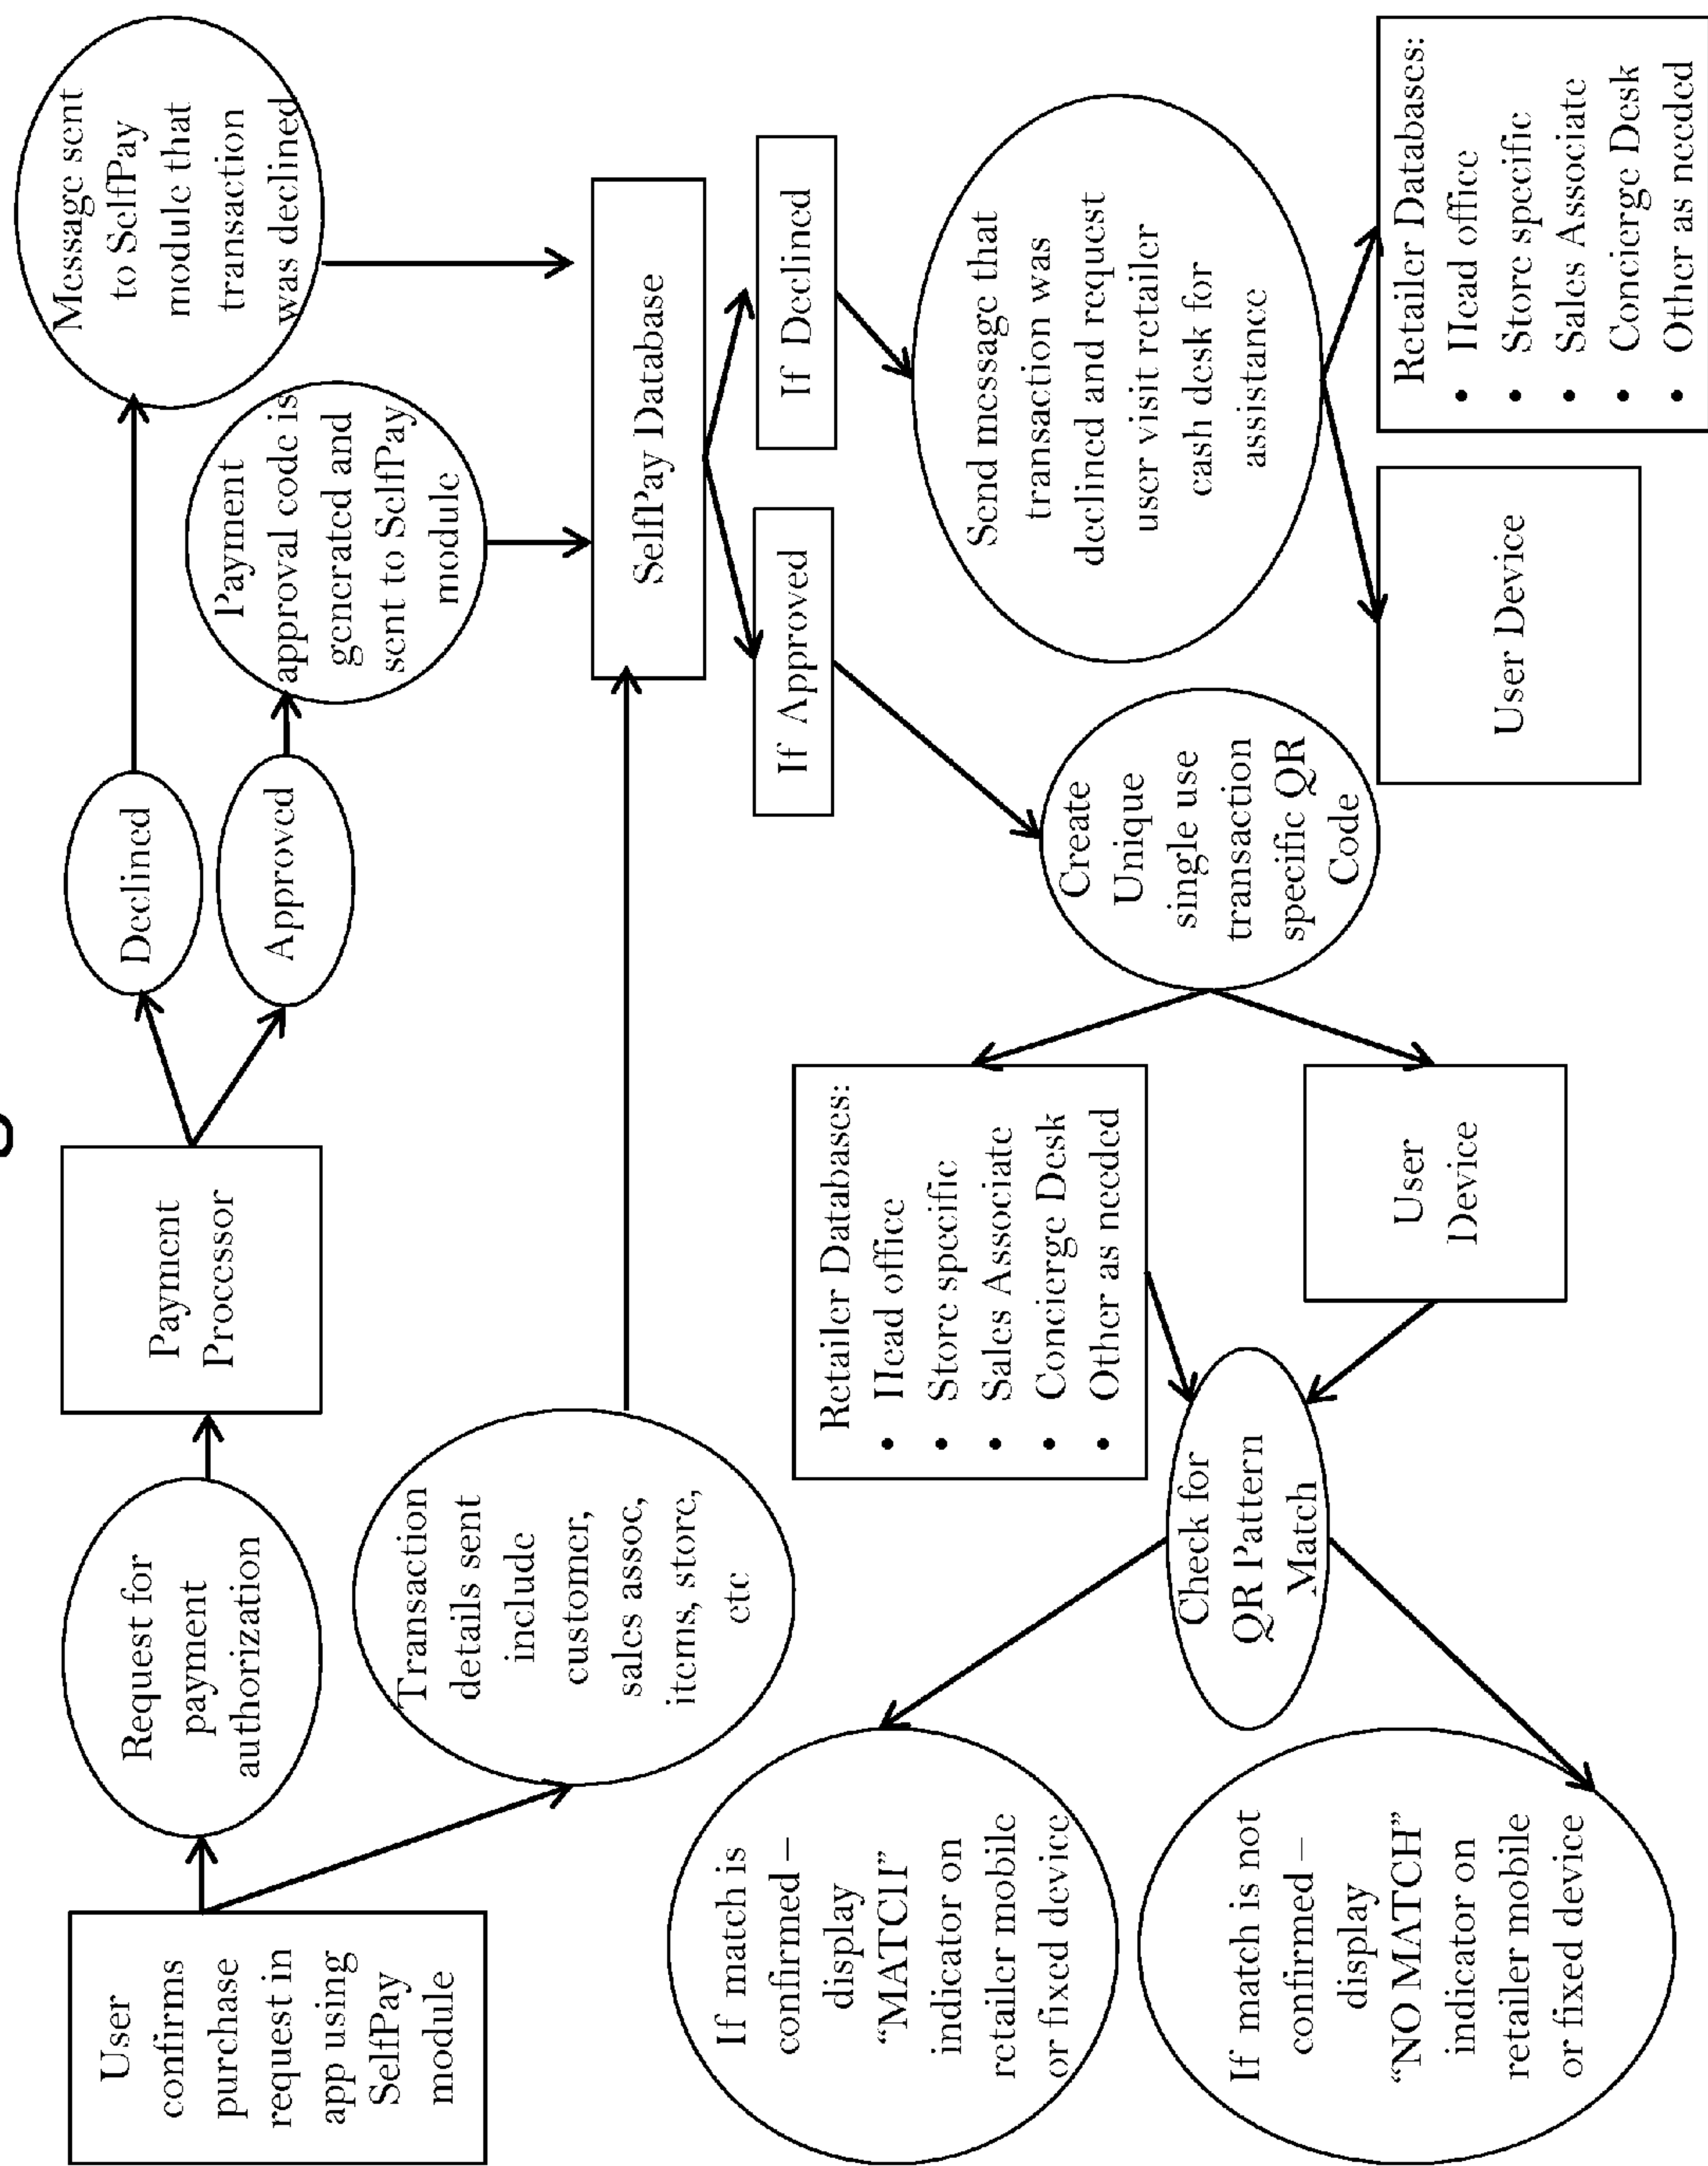 User
confirms
purchase
request in
app using
SelfPay
module
Request for
payment
authorization
Payment
Processor
Declined
Approved
Message sent
to SelfPay
module that
transaction
was declined
Payment
approval code is
generated and
sent to SelfPay
module
Transaction
details sent
include
customer,
sales assoc,
items, store,
etc
SelfPay Database
If Approved
If Declined
Send message that
transaction was
declined and request
user visit retailer
cash desk for
assistance
Create
Unique
single use
transaction
specific QR
Code
Retailer Databases:
• Head office
• Store specific
• Sales Associate
• Concierge Desk
• Other as needed
User
Device
User Device
Retailer Databases:
• Head office
• Store specific
• Sales Associate
• Concierge Desk
• Other as needed
Check for
QR Pattern
Match
If match is
confirmed –
display
“MATCH”
indicator on
retailer mobile
or fixed device
If match is not
confirmed –
display
“NO MATCH”
indicator on
retailer mobile
or fixed device